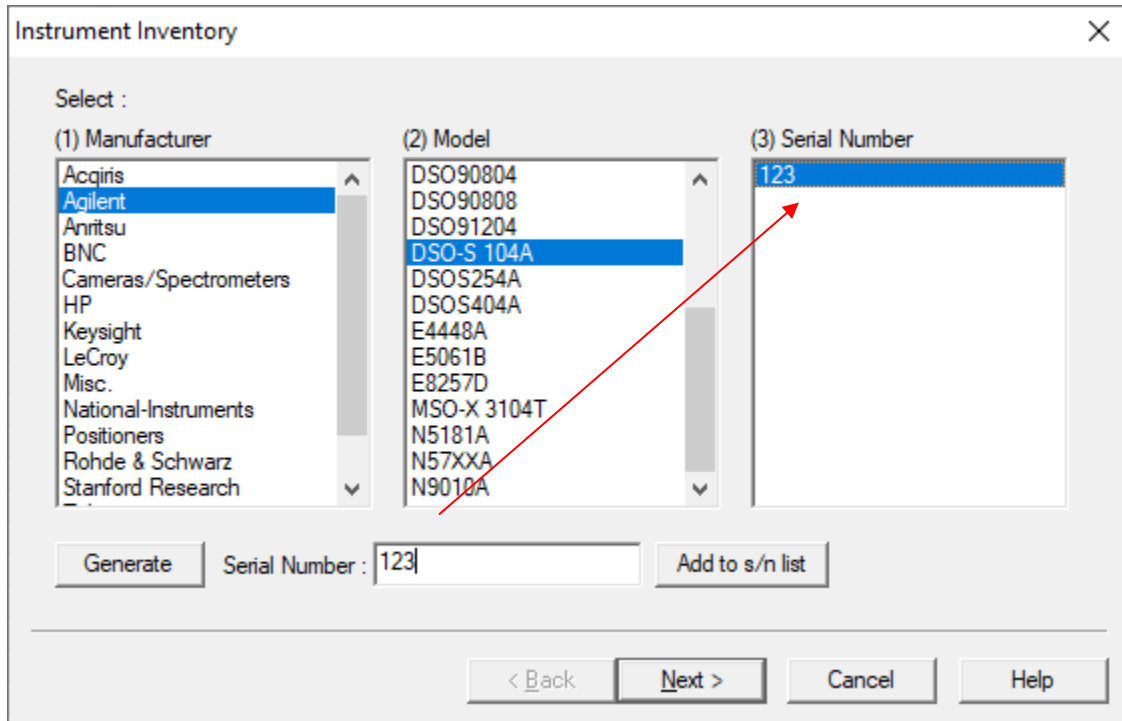 Instrument Inventory
Select :
(1) Manufacturer
Acqiris
Agilent
Anritsu
BNC
Cameras/Spectrometers
HP
Keysight
LeCroy
Misc.
National-Instruments
Positioners
Rohde & Schwarz
Stanford Research
(2) Model
DSO90804
DSO90808
DSO91204
DSO-S 104A
DSOS254A
DSOS404A
E4448A
E5061B
E8257D
MSO-X 3104T
N5181A
N57XXA
N9010A
(3) Serial Number
123
Generate Serial Number : 123 Add to s/n list
< Back Next > Cancel Help